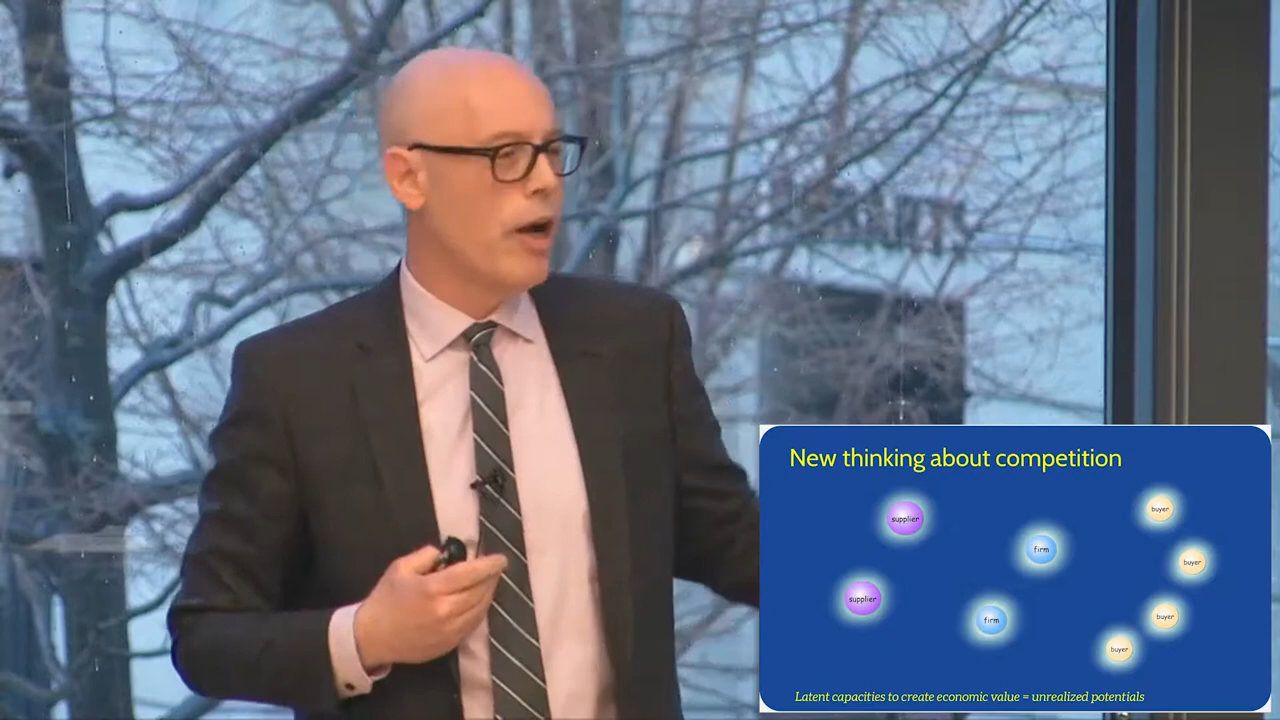 New thinking about competition
supplier
buyer
firm
buyer
supplier
buyer
firm
buyer
Latent capacities to create economic value = unrealized potentials